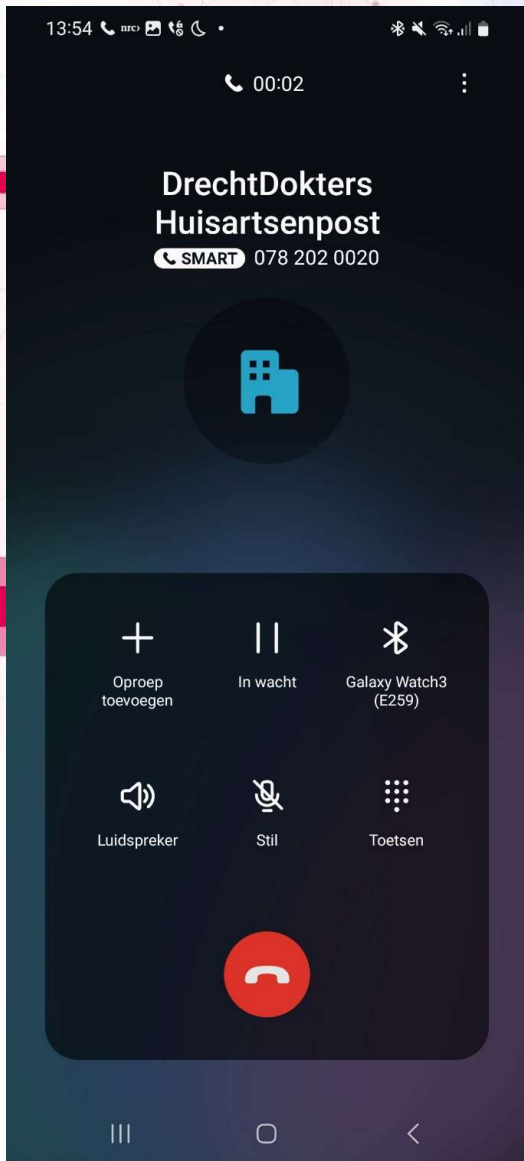 13:54 nrc>
00:02
DrechtDokters
Huisartsenpost
SMART 078 202 0020
Oproep
toevoegen
In wacht
Galaxy Watch3
(E259)
Luidspreker
Stil
Toetsen